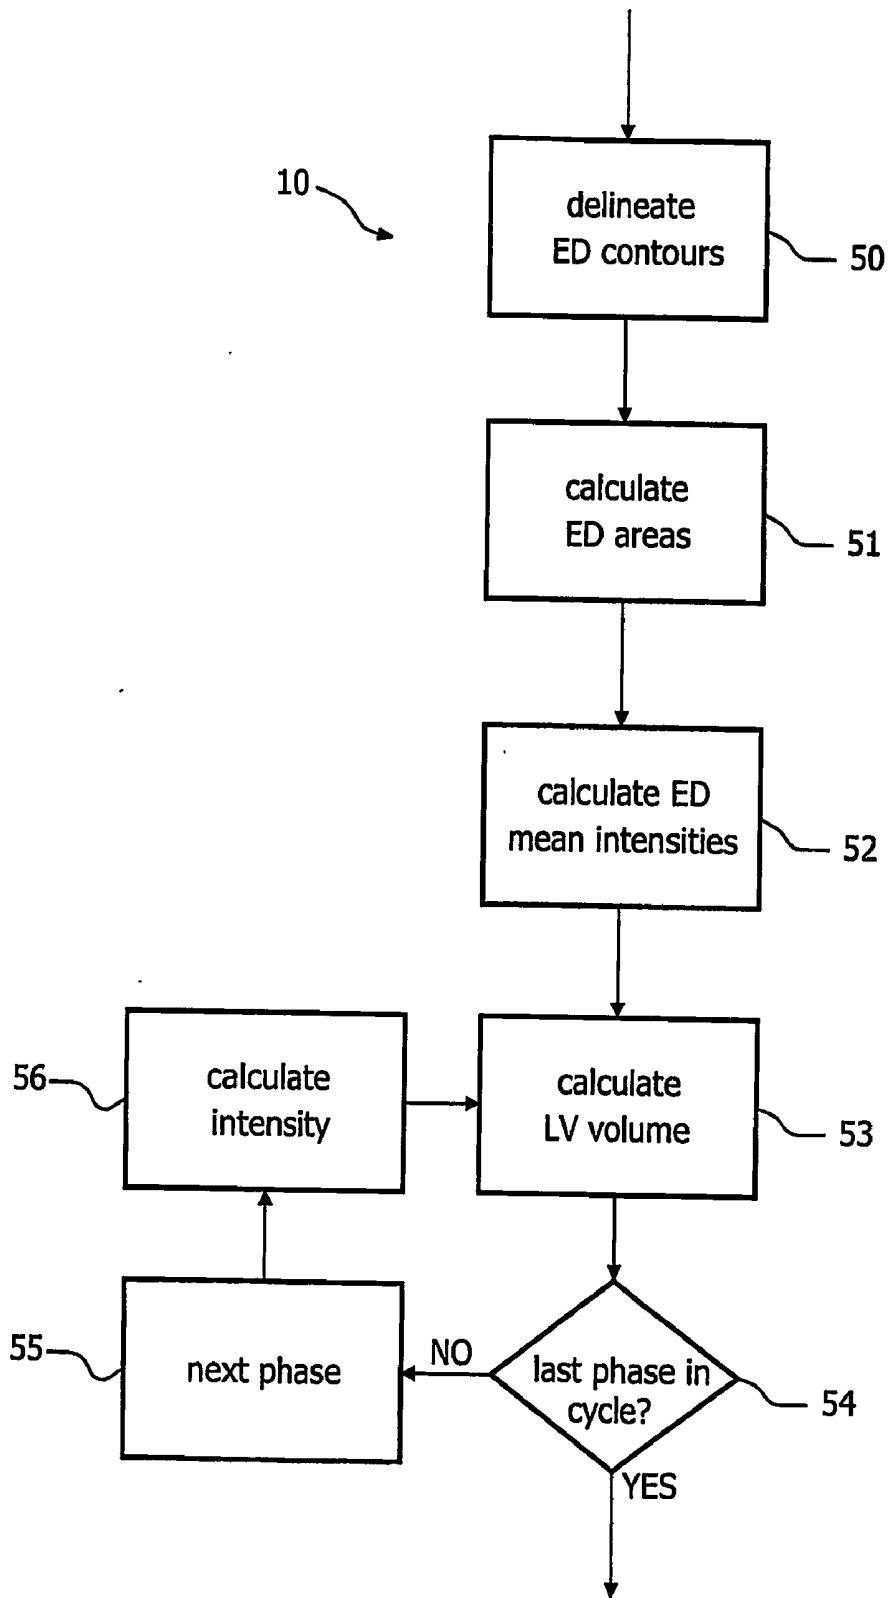 10
delineate
ED contours
50
calculate
ED areas
51
calculate ED
mean intensities
52
56
calculate
intensity
calculate
LV volume
53
55
next phase
NO
last phase in
cycle?
54
YES